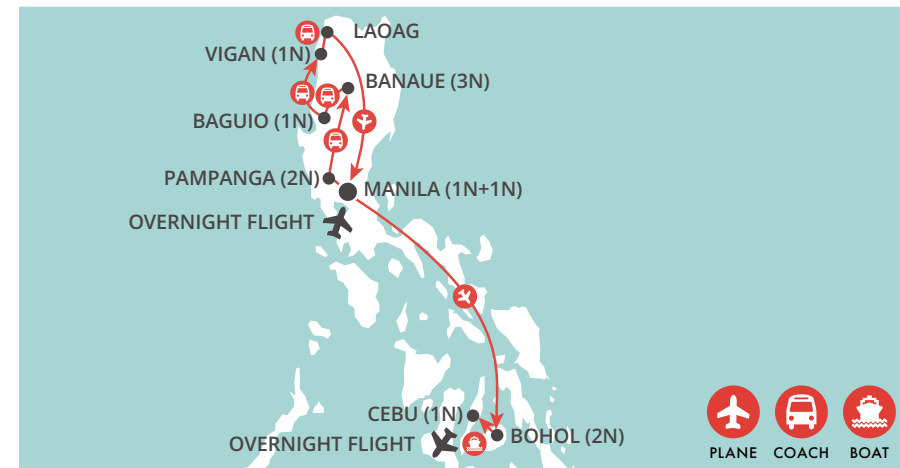 LAOAG
VIGAN (1N)
BANAUE (3N)
BAGUIO (1N)
PAMPANGA (2N)
MANILA (1N+1N)
OVERNIGHT FLIGHT
CEBU (1N)
BOHOL (2N)
OVERNIGHT FLIGHT
PLANE COACH BOAT